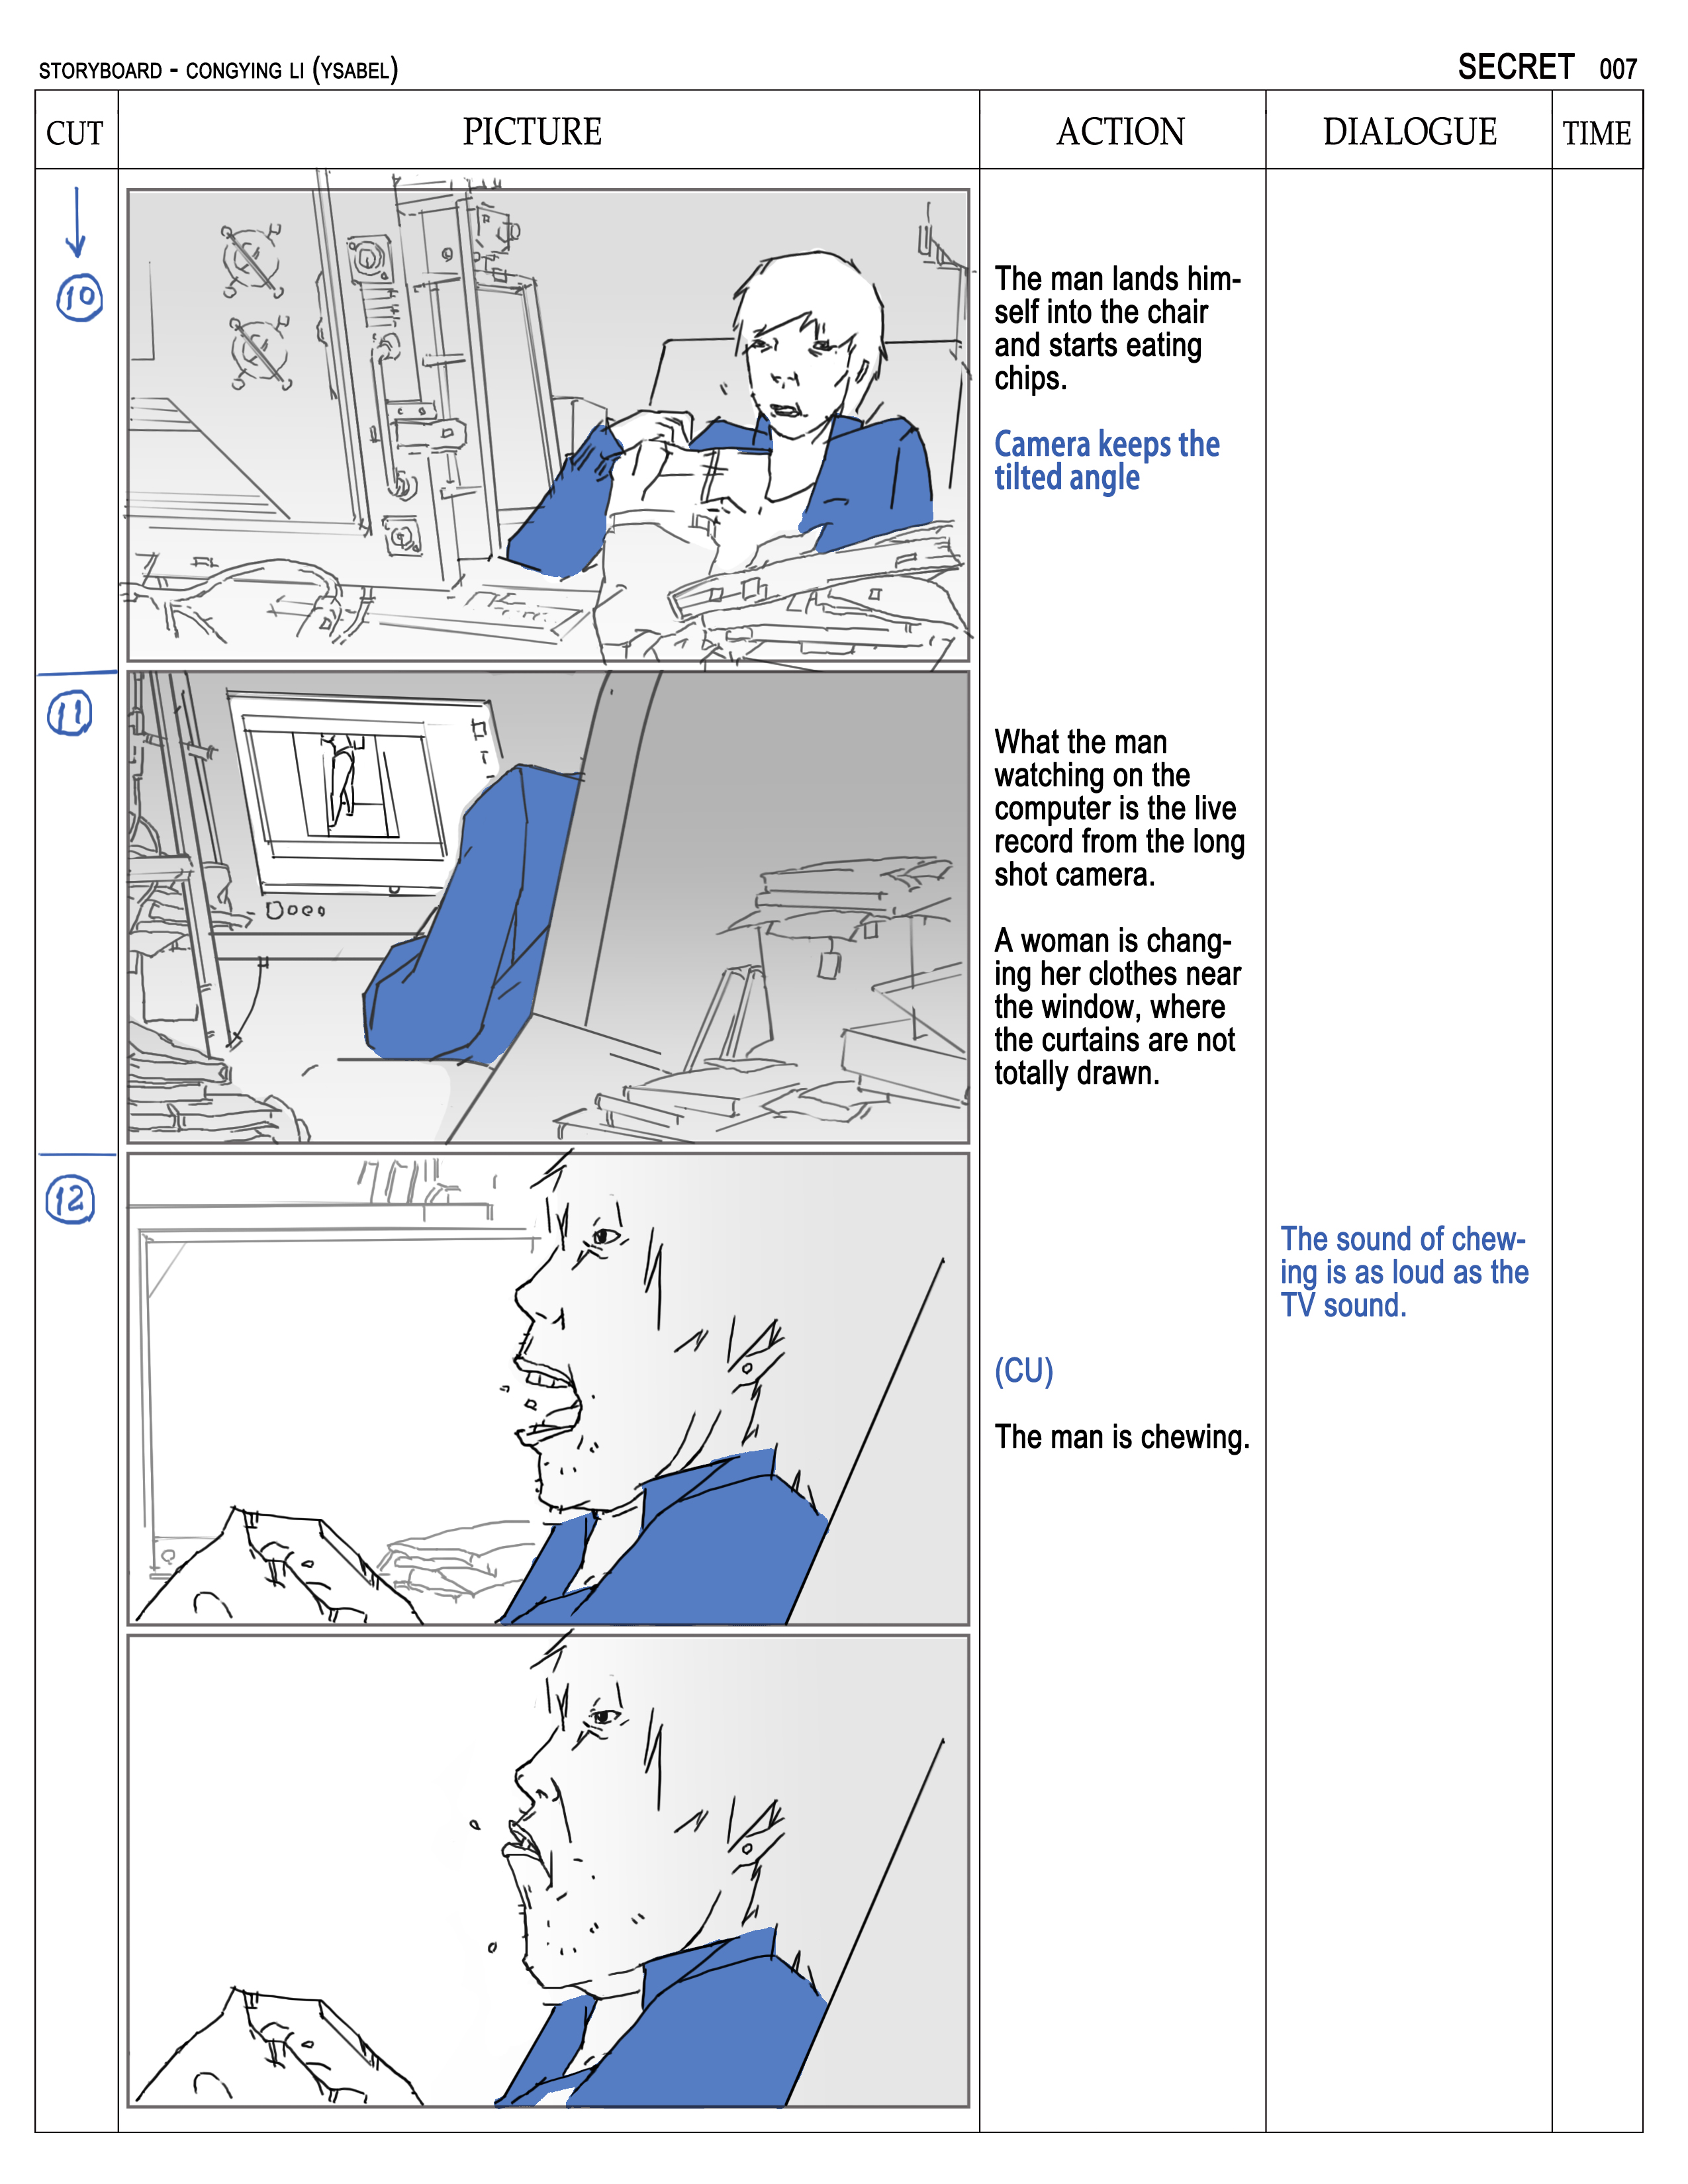 STORYBOARD - CONGYING LI (YSABEL)
SECRET 007
CUT PICTURE ACTION DIALOGUE TIME
10
The man lands him-
self into the chair
and starts eating
chips.
Camera keeps the
tilted angle
11
What the man
watching on the
computer is the live
record from the long
shot camera.
A woman is chang-
ing her clothes near
the window, where
the curtains are not
totally drawn.
12
(CU)
The man is chewing.
The sound of chew-
ing is as loud as the
TV sound.